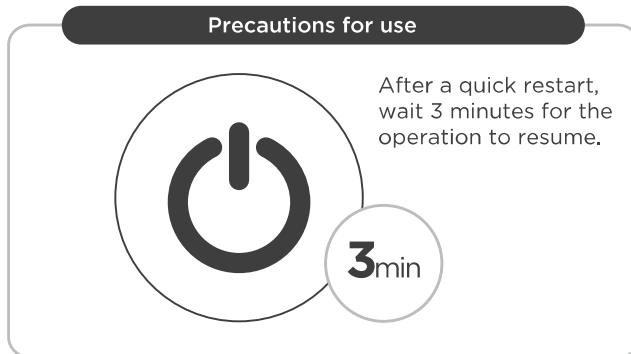 Precautions for use
After a quick restart,
wait 3 minutes for the
operation to resume.
3min